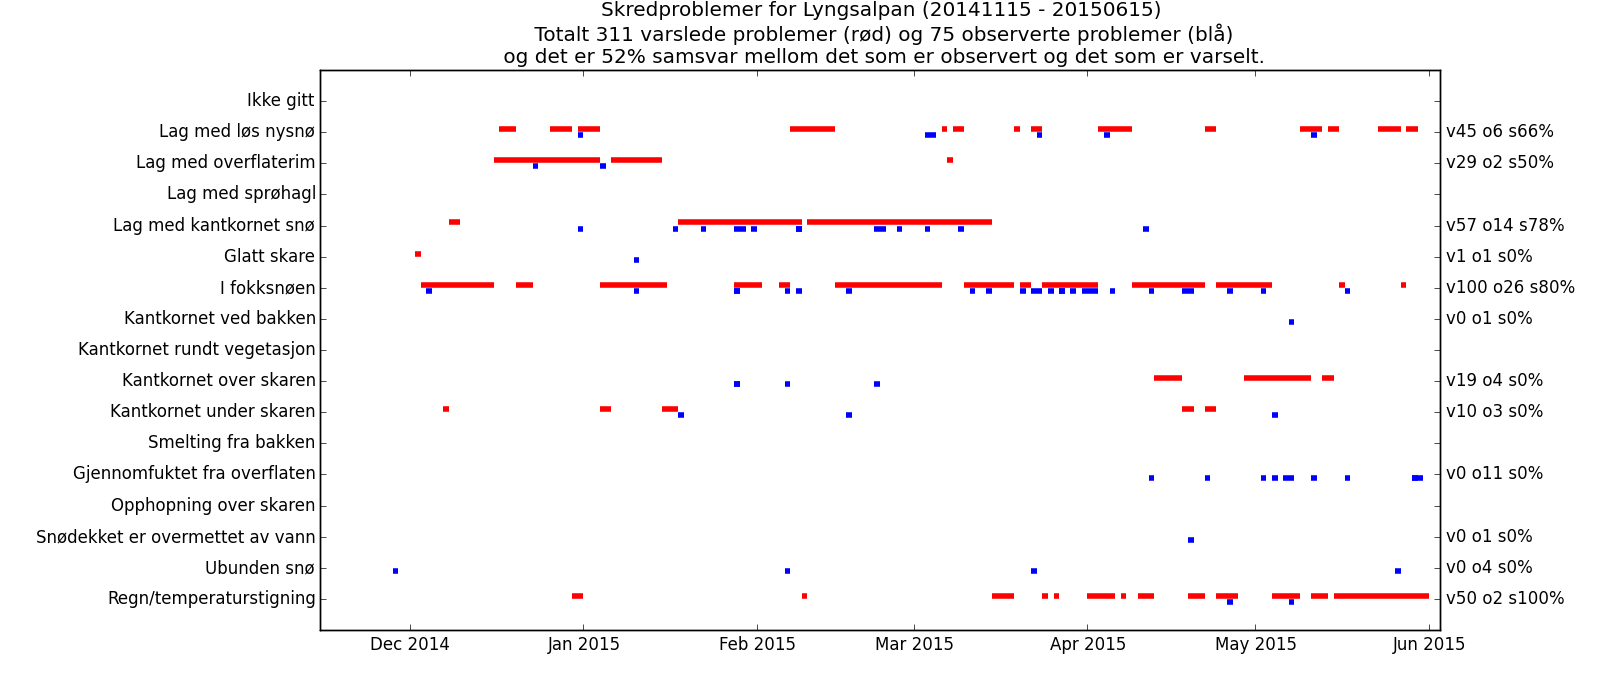 Skredproblemer for Lyngsalpan (20141115 - 20150615)
Totalt 311 varslede problemer (rød) og 75 observerte problemer (blå)
og det er 52% samsvar mellom det som er observert og det som er varselt.
Ikke gitt
Lag med løs nysnø v45 o6 s66%
Lag med overflaterim v29 o2 s50%
Lag med sprøhagl
Lag med kantkornet snø v57 o14 s78%
Glatt skare v1 o1 s0%
I fokksnøen v100 o26 s80%
Kantkornet ved bakken v0 o1 s0%
Kantkornet rundt vegetasjon
Kantkornet over skaren v19 o4 s0%
Kantkornet under skaren v10 o3 s0%
Smelting fra bakken
Gjennomfuktet fra overflaten v0 o11 s0%
Opphopning over skaren
Snødekket er overmettet av vann v0 o1 s0%
Ubunden snø v0 o4 s0%
Regn/temperaturstigning v50 o2 s100%
Dec 2014 Jan 2015 Feb 2015 Mar 2015 Apr 2015 May 2015 Jun 2015